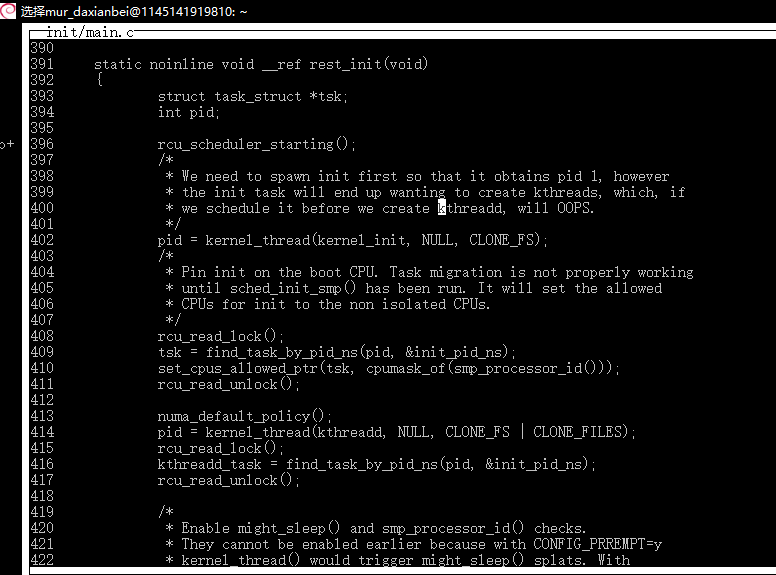 选择mur_daxianbei@1145141919810: ~
init/main.c
390
391 static noinline void __ref rest_init(void)
392 {
393 struct task_struct *tsk;
394 int pid;
395
396 rcu_scheduler_starting();
397 /*
398 * We need to spawn init first so that it obtains pid 1, however
399 * the init task will end up wanting to create kthreads, which, if
400 * we schedule it before we create kthreadd, will OOPS.
401 */
402 pid = kernel_thread(kernel_init, NULL, CLONE_FS);
403 /*
404 * Pin init on the boot CPU. Task migration is not properly working
405 * until sched_init_smp() has been run. It will set the allowed
406 * CPUs for init to the non isolated CPUs.
407 */
408 rcu_read_lock();
409 tsk = find_task_by_pid_ns(pid, &init_pid_ns);
410 set_cpus_allowed_ptr(tsk, cpumask_of(smp_processor_id()));
411 rcu_read_unlock();
412
413 numa_default_policy();
414 pid = kernel_thread(kthreadd, NULL, CLONE_FS | CLONE_FILES);
415 rcu_read_lock();
416 kthreadd_task = find_task_by_pid_ns(pid, &init_pid_ns);
417 rcu_read_unlock();
418
419 /*
420 * Enable might_sleep() and smp_processor_id() checks.
421 * They cannot be enabled earlier because with CONFIG_PRREMPT=y
422 * kernel_thread() would trigger might_sleep() splats. With